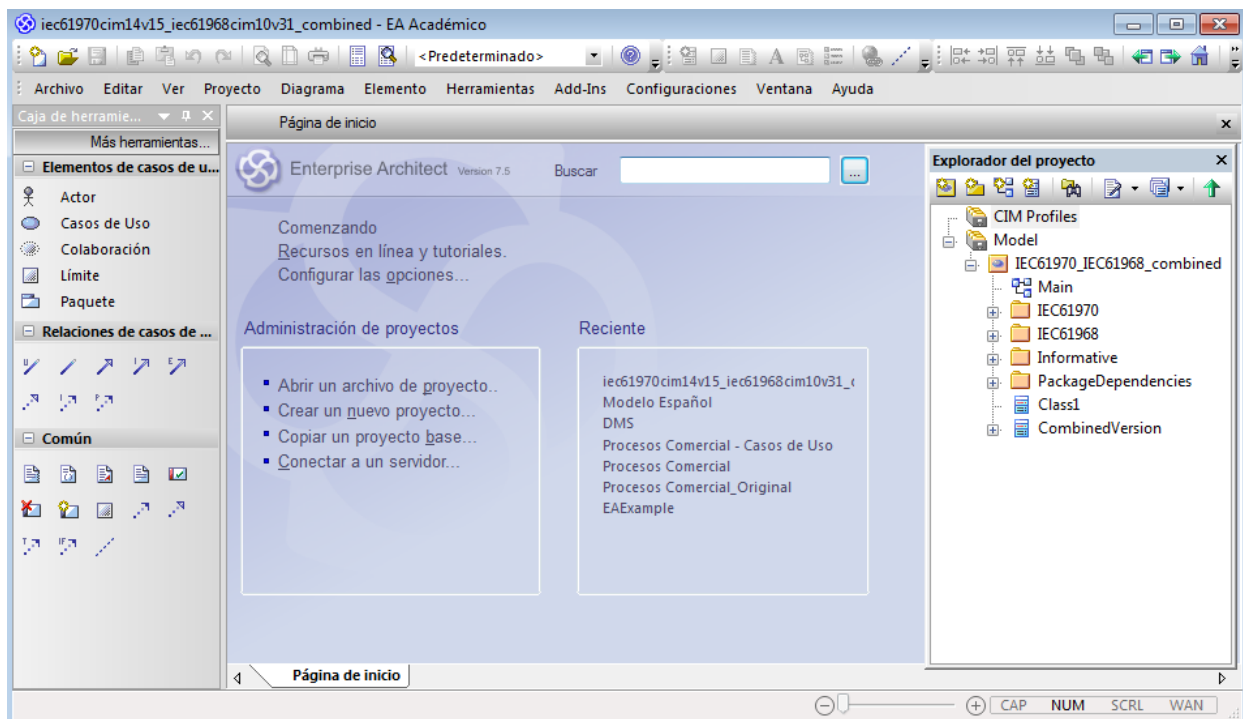 iec61970cim14v15_iec61968cim10v31_combined - EA Académico
<Predeterminado>
Archivo Editar Ver Proyecto Diagrama Elemento Herramientas Add-Ins Configuraciones Ventana Ayuda
Caja de herramie...
Más herramientas...
Elementos de casos de u...
Actor
Casos de Uso
Colaboración
Límite
Paquete
Relaciones de casos de ...
Común
Página de inicio
Enterprise Architect Version 7.5
Buscar
...
Comenzando
Recursos en línea y tutoriales.
Configurar las opciones...
Administración de proyectos
Abrir un archivo de proyecto..
Crear un nuevo proyecto...
Copiar un proyecto base...
Conectar a un servidor...
Reciente
iec61970cim14v15_iec61968cim10v31_c
Modelo Español
DMS
Procesos Comercial - Casos de Uso
Procesos Comercial
Procesos Comercial_Original
EAExample
Página de inicio
Explorador del proyecto
CIM Profiles
Model
IEC61970_IEC61968_combined
Main
IEC61970
IEC61968
Informative
PackageDependencies
Class1
CombinedVersion
CAP NUM SCRL WAN